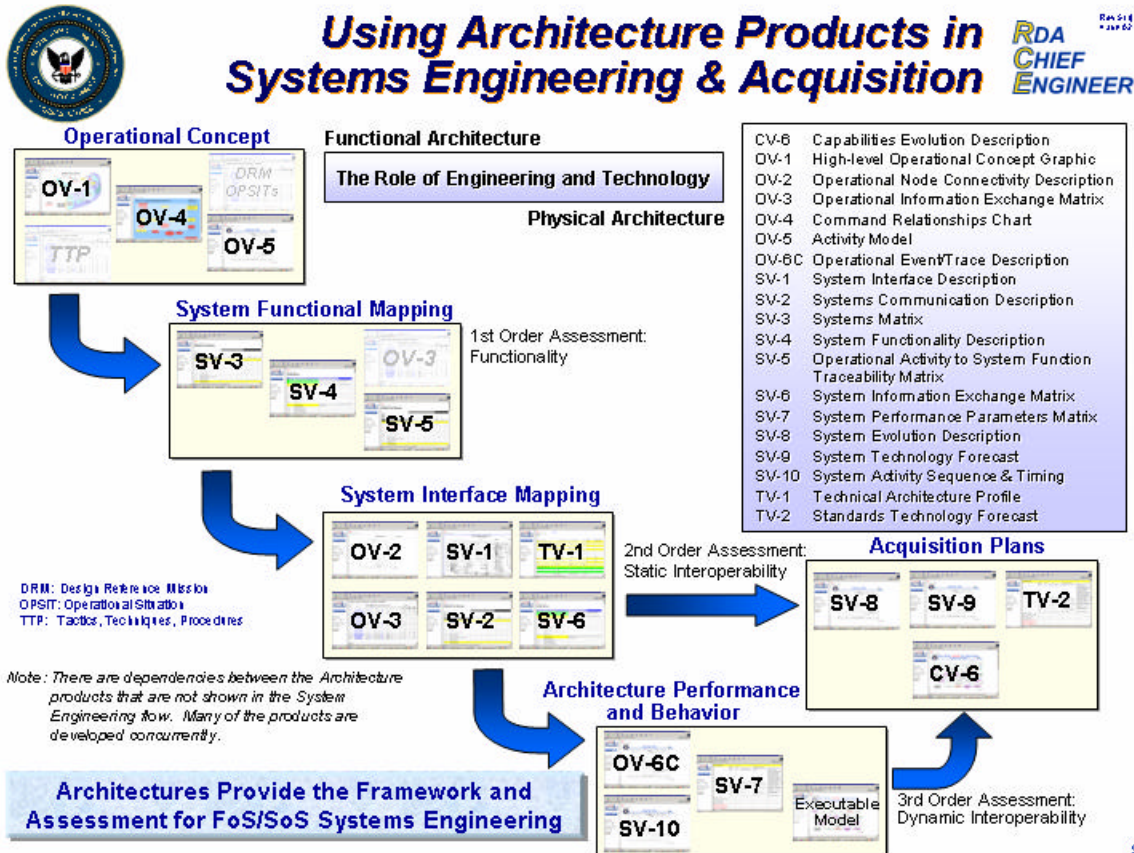 Using Architecture Products in
Systems Engineering & Acquisition
RDA
CHIEF
ENGINEER
Operational Concept
OV-1
DRM
OPSITs
OV-4
OV-5
TTP
Functional Architecture
The Role of Engineering and Technology
Physical Architecture
CV-6 Capabilities Evolution Description
OV-1 High-level Operational Concept Graphic
OV-2 Operational Node Connectivity Description
OV-3 Operational Information Exchange Matrix
OV-4 Command Relationships Chart
OV-5 Activity Model
OV-6C Operational Event/Trace Description
SV-1 System Interface Description
SV-2 Systems Communication Description
SV-3 Systems Matrix
SV-4 System Functionality Description
SV-5 Operational Activity to System Function
Traceability Matrix
SV-6 System Information Exchange Matrix
SV-7 System Performance Parameters Matrix
SV-8 System Evolution Description
SV-9 System Technology Forecast
SV-10 System Activity Sequence & Timing
TV-1 Technical Architecture Profile
TV-2 Standards Technology Forecast
System Functional Mapping
SV-3
SV-4
OV-3
SV-5
1st Order Assessment:
Functionality
System Interface Mapping
OV-2 SV-1 TV-1
OV-3 SV-2 SV-6
2nd Order Assessment:
Static Interoperability
Acquisition Plans
SV-8 SV-9 TV-2
CV-6
DRM: Design Reference Mission
OPSIT: Operational Situation
TTP: Tactics, Techniques, Procedures
Note: There are dependencies between the Architecture
products that are not shown in the System
Engineering flow. Many of the products are
developed concurrently.
Architecture Performance
and Behavior
OV-6C
SV-7
SV-10
Executable
Model
3rd Order Assessment:
Dynamic Interoperability
Architectures Provide the Framework and
Assessment for FoS/SoS Systems Engineering